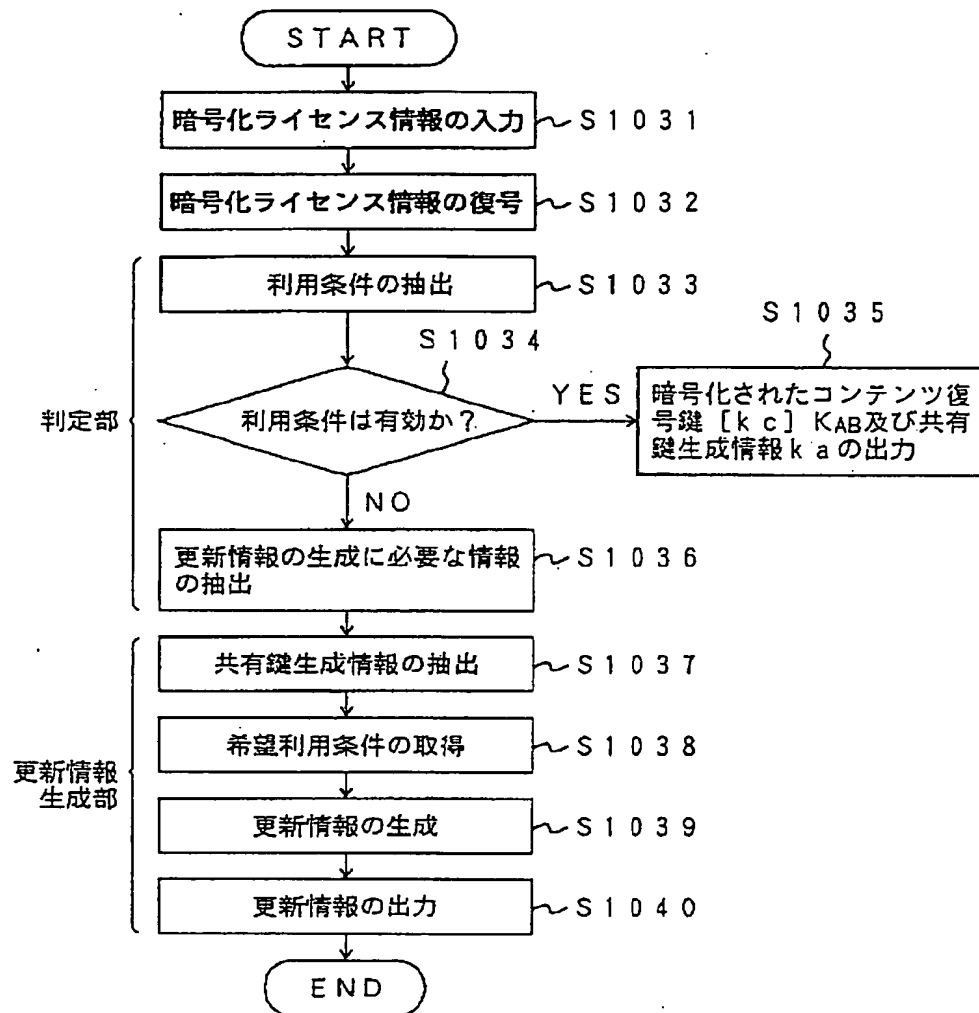 START
暗号化ライセンス情報の入力
S1031
暗号化ライセンス情報の復号
S1032
利用条件の抽出
S1033
S1034
利用条件は有効か？
YES
S1035
暗号化されたコンテンツ復
号鍵［kc］KAB及び共有
鍵生成情報kaの出力
判定部
NO
更新情報の生成に必要な情報
の抽出
S1036
共有鍵生成情報の抽出
S1037
希望利用条件の取得
S1038
更新情報
生成部
更新情報の生成
S1039
更新情報の出力
S1040
END